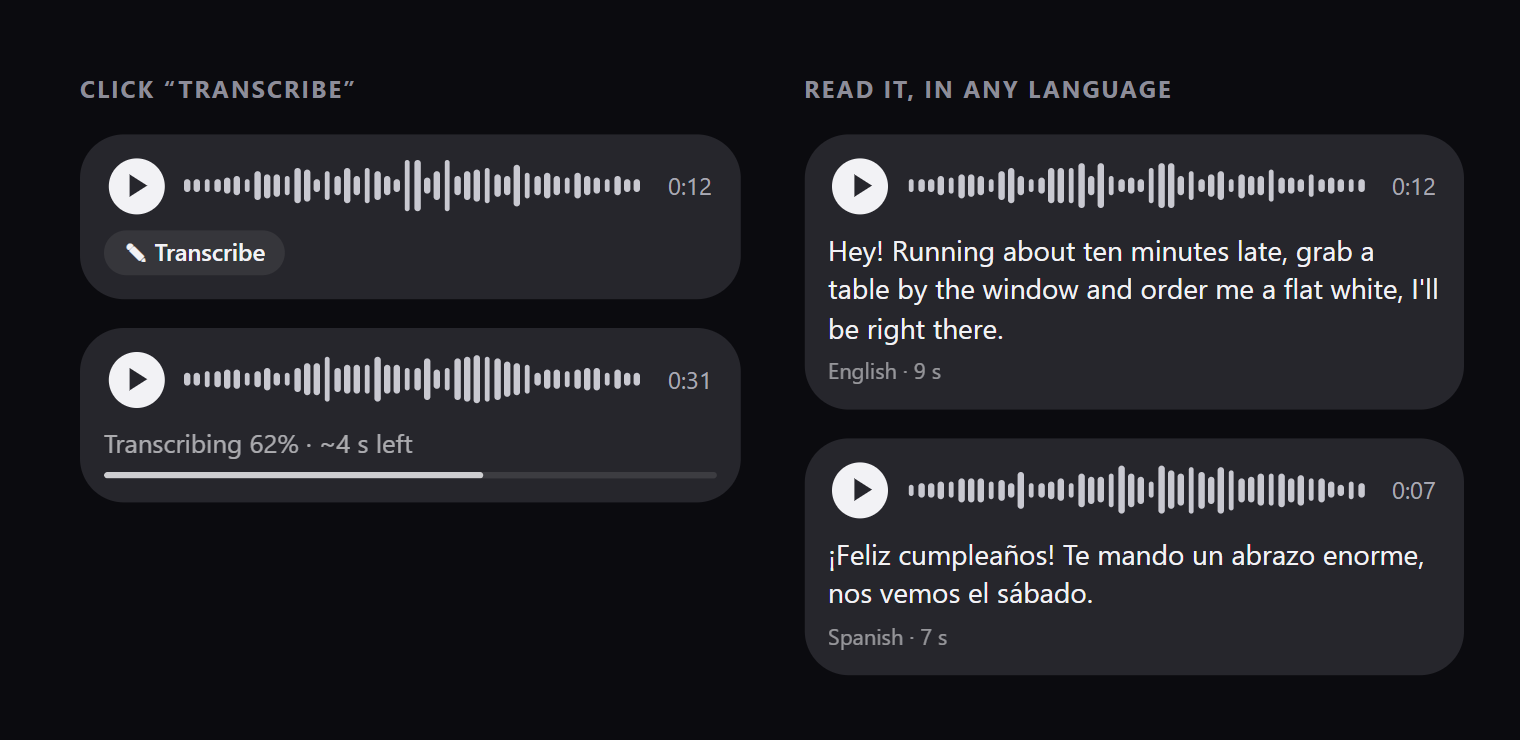 CLICK “TRANSCRIBE”
0:12
Transcribe
0:31
Transcribing 62% · ~4 s left
READ IT, IN ANY LANGUAGE
0:12
Hey! Running about ten minutes late, grab a
table by the window and order me a flat white, I'll
be right there.
English · 9 s
0:07
¡Feliz cumpleaños! Te mando un abrazo enorme,
nos vemos el sábado.
Spanish · 7 s